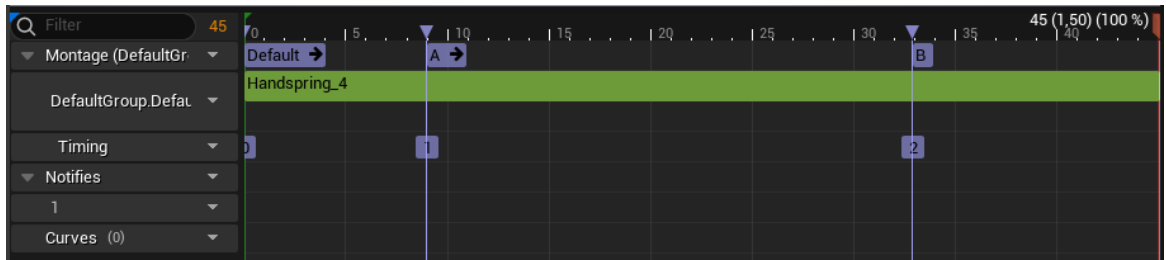 Filter 45
0 5 10 15 20 25 30 35 40 45 (1,50) (100 %)
Montage (DefaultGr Default → A → B
Handspring_4
DefaultGroup.Defau
Timing 0 1 2
Notifies
1
Curves (0)